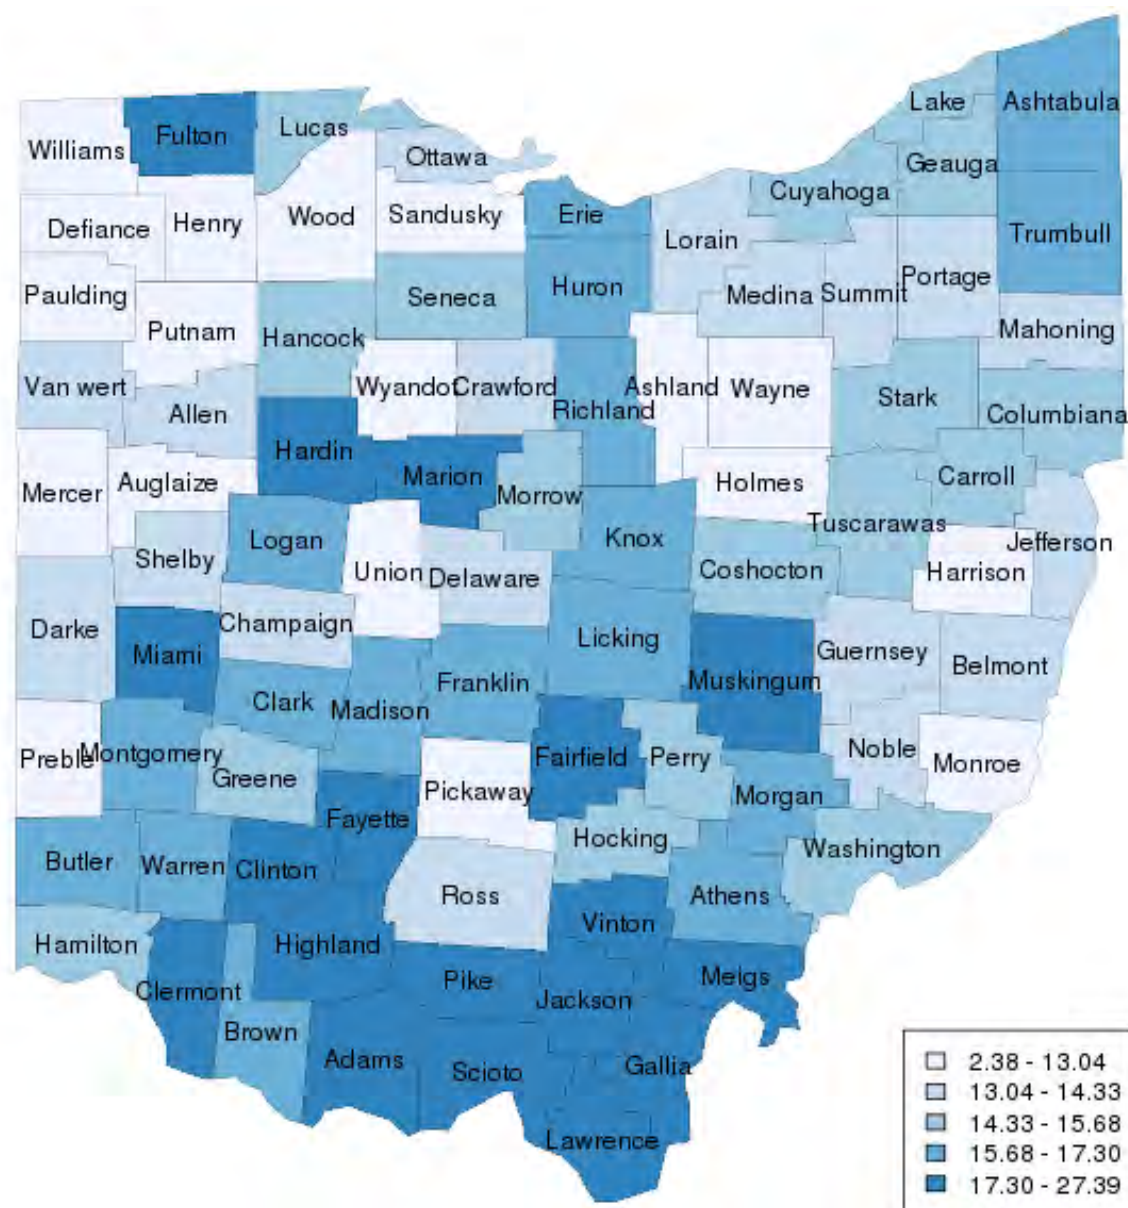 Lake
Ashtabula
Williams
Fulton
Lucas
Ottawa
Geauga
Cuyahoga
Defiance
Henry
Wood
Sandusky
Erie
Lorain
Trumbull
Paulding
Seneca
Huron
Medina
Summit
Portage
Putnam
Hancock
Mahoning
Van wert
Allen
Wyandot
Crawford
Richland
Ashland
Wayne
Stark
Columbiana
Mercer
Auglaize
Hardin
Marion
Morrow
Holmes
Carroll
Shelby
Logan
Union
Delaware
Knox
Coshocton
Tuscarawas
Harrison
Jefferson
Darke
Miami
Champaign
Licking
Muskingum
Guernsey
Belmont
Clark
Madison
Franklin
Preble
Montgomery
Greene
Fairfield
Perry
Noble
Monroe
Pickaway
Morgan
Fayette
Hocking
Washington
Butler
Warren
Clinton
Ross
Athens
Vinton
Hamilton
Highland
Pike
Jackson
Meigs
Clermont
Brown
Adams
Scioto
Gallia
Lawrence
2.38 - 13.04
13.04 - 14.33
14.33 - 15.68
15.68 - 17.30
17.30 - 27.39